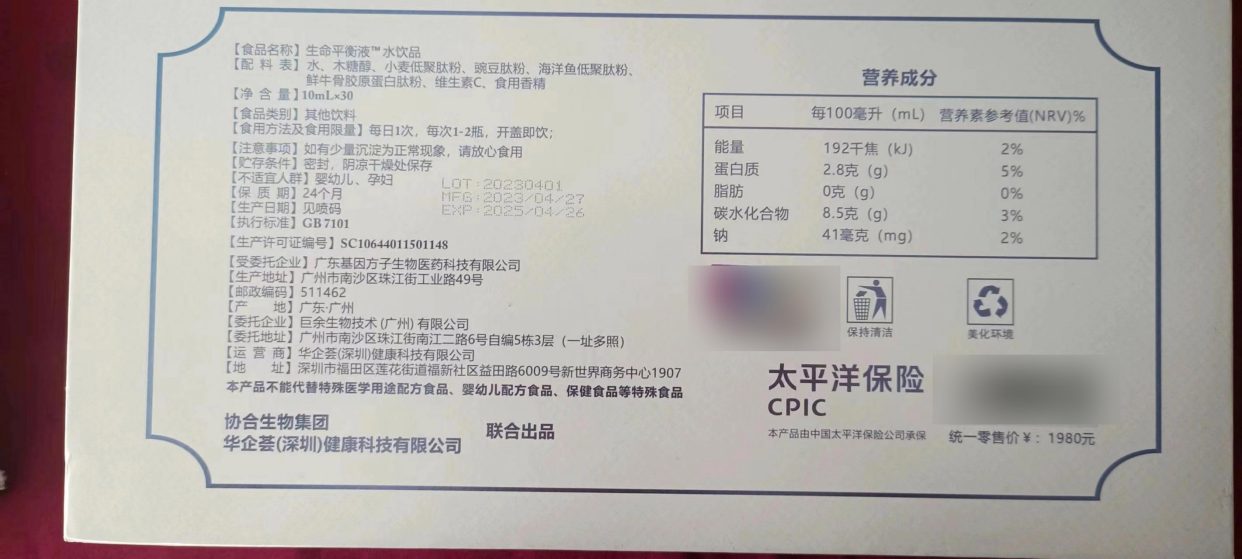 【食品名称】生命平衡液™水饮品
【配 料 表】水、木糖醇、小麦低聚肽粉、豌豆肽粉、海洋鱼低聚肽粉、
鲜牛骨胶原蛋白肽粉、维生素C、食用香精
【净 含 量】10mL×30
【食品类别】其他饮料
【食用方法及食用限量】每日1次，每次1-2瓶，开盖即饮；
【注意事项】如有少量沉淀为正常现象，请放心食用
【贮存条件】密封，阴凉干燥处保存
【不适宜人群】婴幼儿、孕妇
【保 质 期】24个月
【生产日期】见喷码
LOT:20230401
MFG:2023/04/27
EXP:2025/04/26
【执行标准】GB 7101
【生产许可证编号】SC10644011501148
【受委托企业】广东基因方子生物医药科技有限公司
【生产地址】广州市南沙区珠江街工业路49号
【邮政编码】511462
【产 地】广东·广州
【委托企业】巨余生物技术 (广州) 有限公司
【委托地址】广州市南沙区珠江街南江二路6号自编5栋3层（一址多照）
【运 营 商】华企荟(深圳)健康科技有限公司
【地 址】深圳市福田区莲花街道福新社区益田路6009号新世界商务中心1907
本产品不能代替特殊医学用途配方食品、婴幼儿配方食品、保健食品等特殊食品
协合生物集团
华企荟(深圳)健康科技有限公司
联合出品
营养成分
项目 每100毫升（mL） 营养素参考值(NRV)%
能量 192千焦（kJ） 2%
蛋白质 2.8克（g） 5%
脂肪 0克（g） 0%
碳水化合物 8.5克（g） 3%
钠 41毫克（mg） 2%
保持清洁
美化环境
太平洋保险
CPIC
本产品由中国太平洋保险公司承保
统一零售价￥：1980元